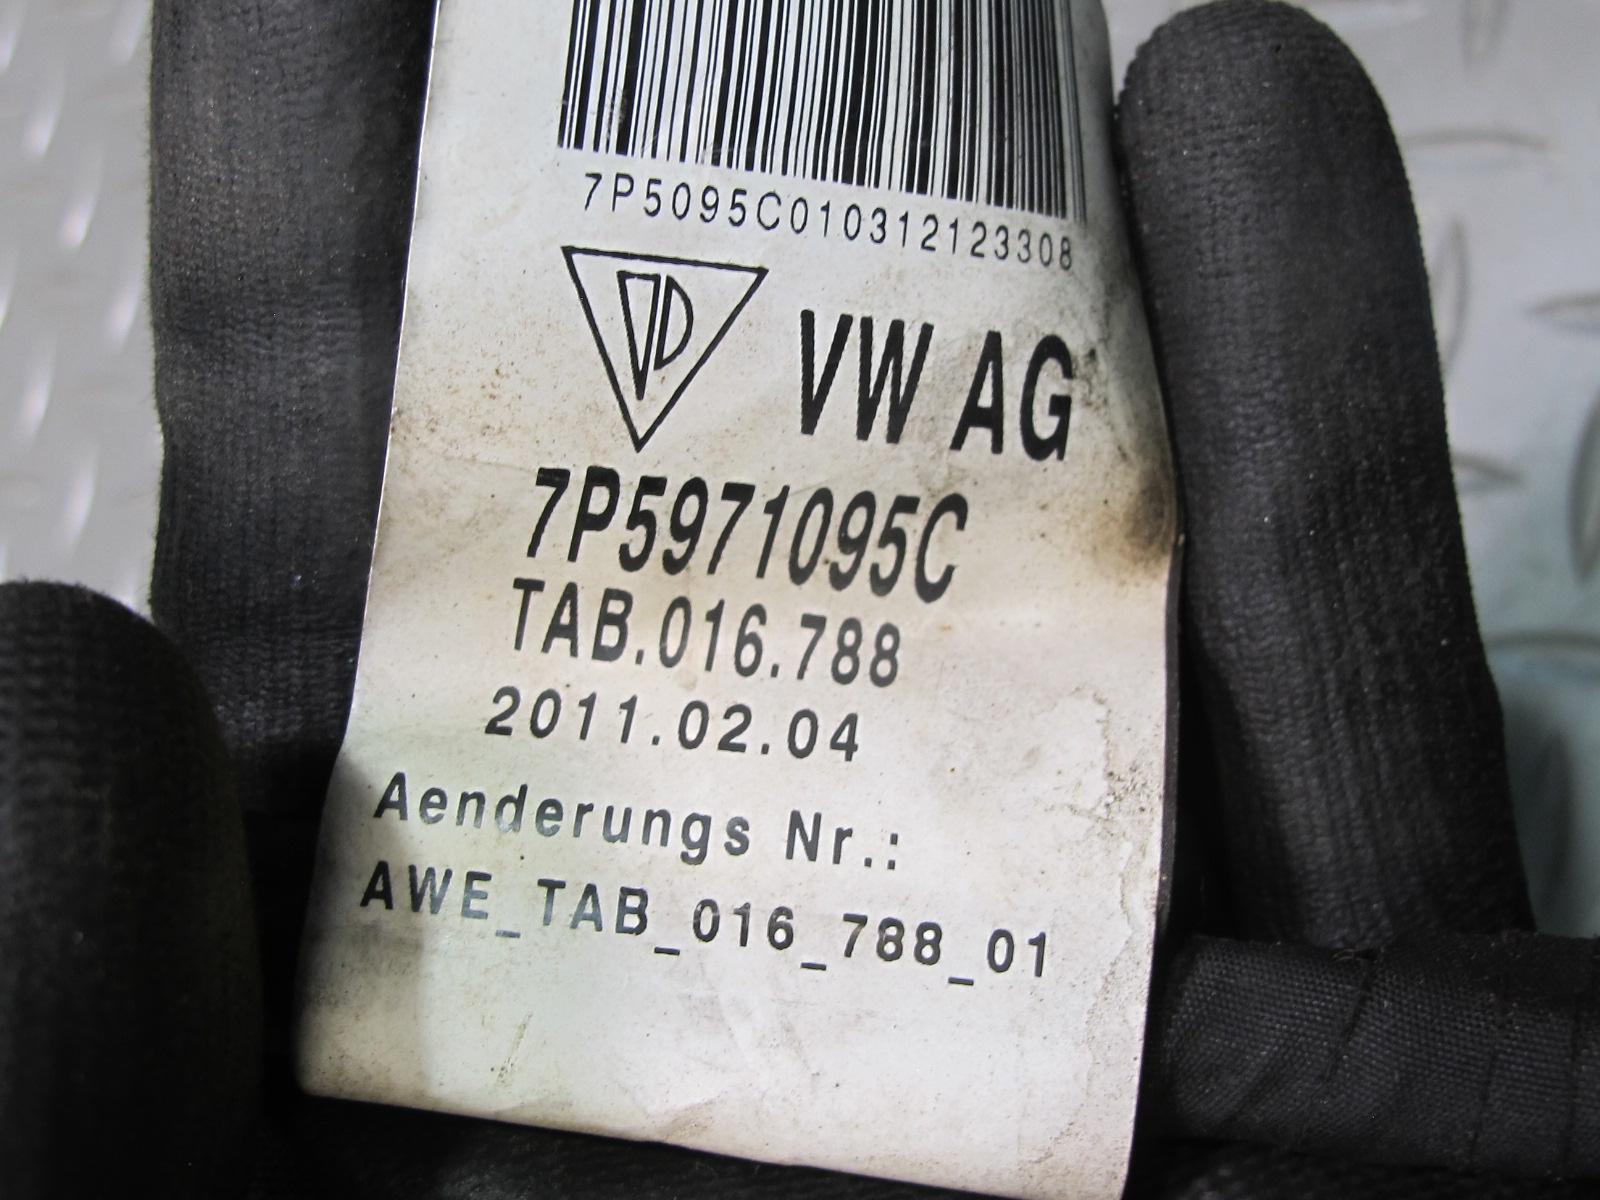 7P5095C010312123308
VW AG
7P5971095C
TAB.016.788
2011.02.04
Aenderungs Nr.:
AWE_TAB_016_788_01